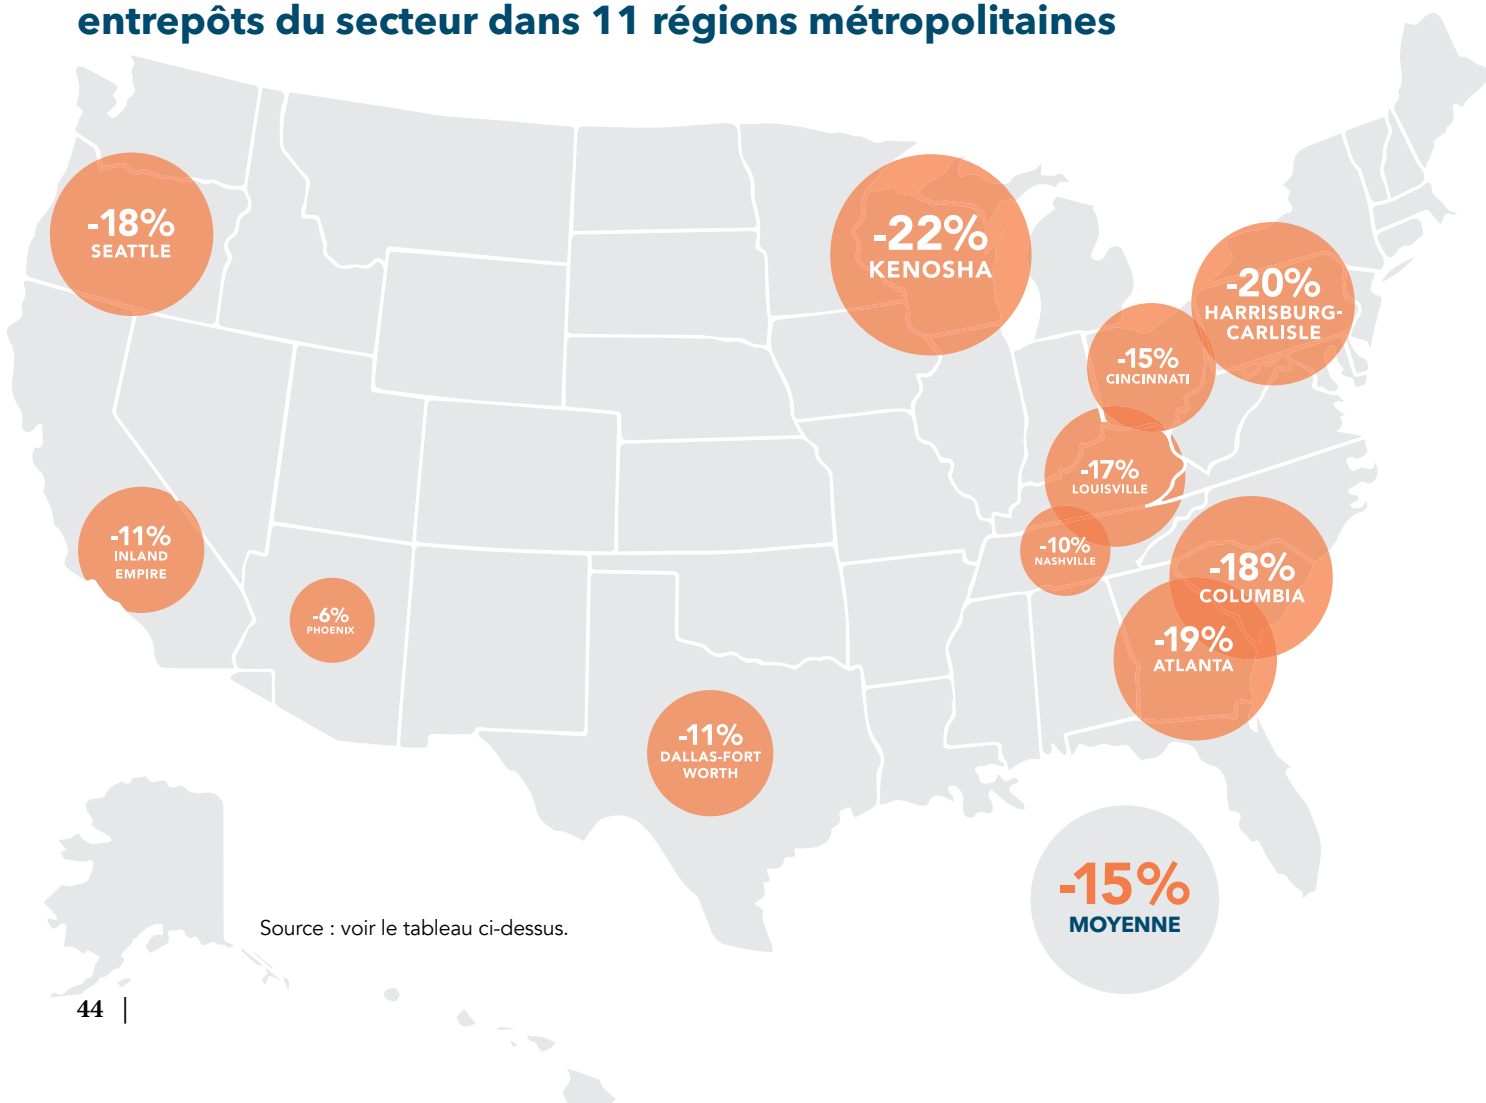 entrepôts du secteur dans 11 régions métropolitaines
-18%
SEATTLE
-22%
KENOSHA
-20%
HARRISBURG-
CARLISLE
-15%
CINCINNATI
-17%
LOUISVILLE
-11%
INLAND
EMPIRE
-10%
NASHVILLE
-18%
COLUMBIA
-6%
PHOENIX
-19%
ATLANTA
-11%
DALLAS-FORT
WORTH
-15%
MOYENNE
Source : voir le tableau ci-dessus.
44 |